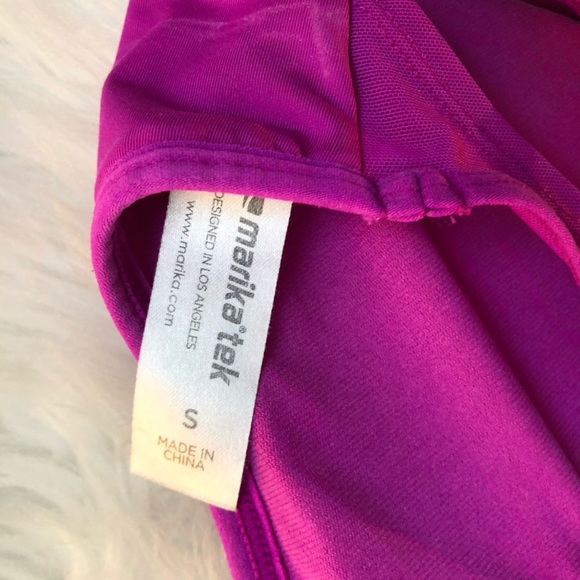 marika®tek
DESIGNED IN LOS ANGELES
www.marika.com
S
MADE IN
CHINA